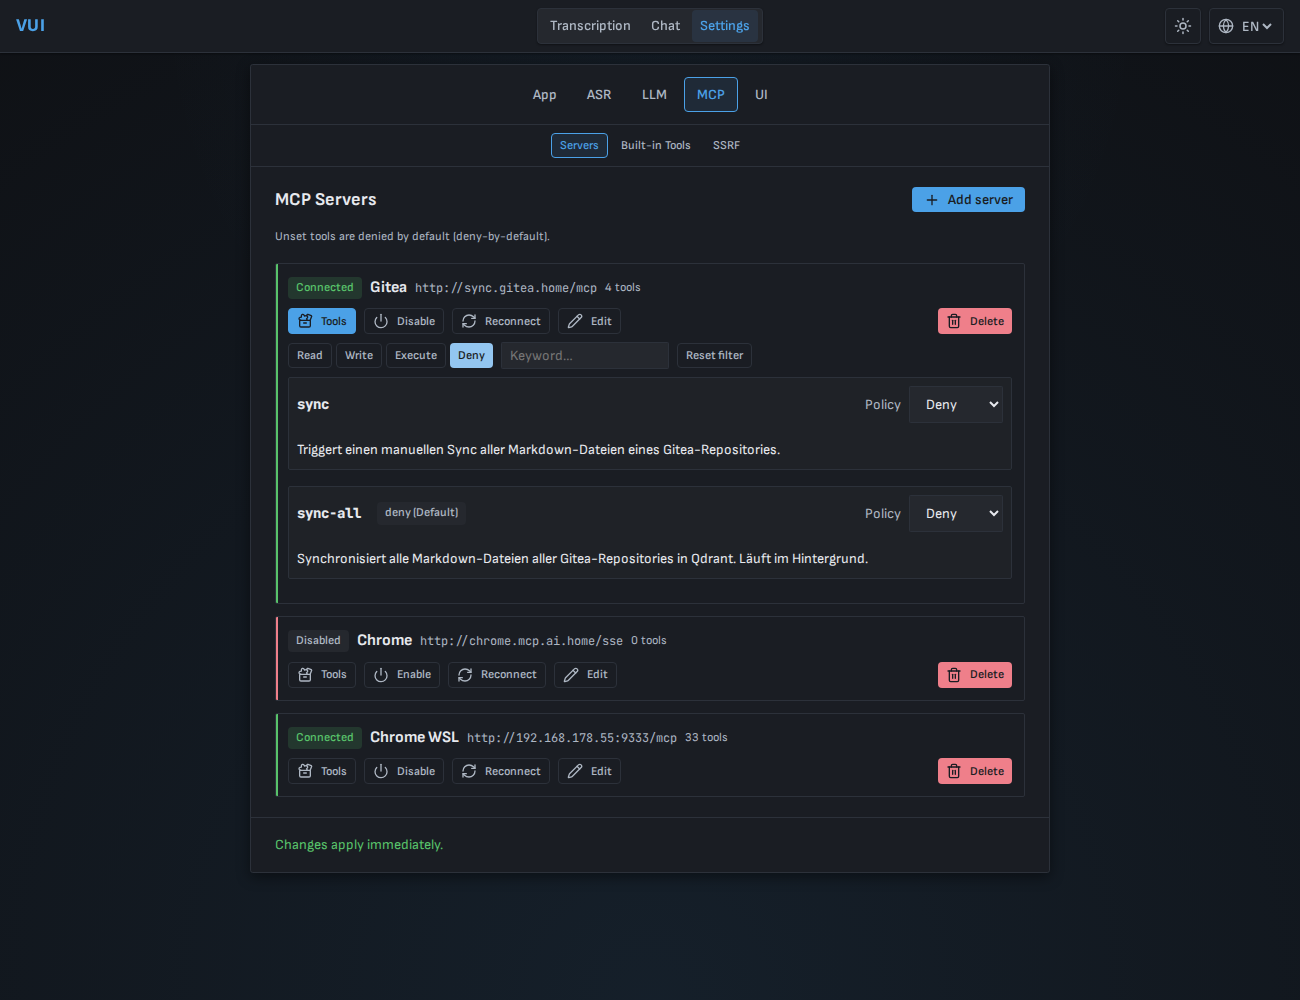 VUI
Transcription Chat Settings
EN
App ASR LLM MCP UI
Servers Built-in Tools SSRF
MCP Servers
Add server
Unset tools are denied by default (deny-by-default).
Connected Gitea http://sync.gitea.home/mcp 4 tools
Tools Disable Reconnect Edit Delete
Read Write Execute Deny Keyword... Reset filter
sync Policy Deny
Triggert einen manuellen Sync aller Markdown-Dateien eines Gitea-Repositories.
sync-all deny (Default) Policy Deny
Synchronisiert alle Markdown-Dateien aller Gitea-Repositories in Qdrant. Läuft im Hintergrund.
Disabled Chrome http://chrome.mcp.ai.home/sse 0 tools
Tools Enable Reconnect Edit Delete
Connected Chrome WSL http://192.168.178.55:9333/mcp 33 tools
Tools Disable Reconnect Edit Delete
Changes apply immediately.